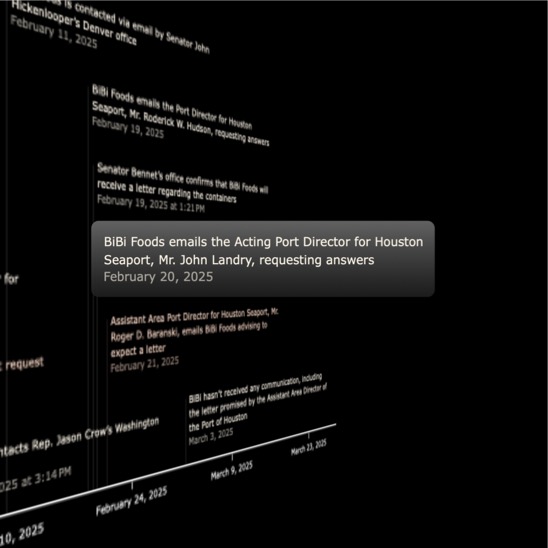 is contacted via email by Senator John
Hickenlooper's Denver office
February 11, 2025
BiBi Foods emails the Port Director for Houston
Seaport, Mr. Roderick W. Hudson, requesting answers
February 19, 2025
Senator Bennet's office confirms that BiBi Foods will
receive a letter regarding the containers
February 19, 2025 at 1:21 PM
BiBi Foods emails the Acting Port Director for Houston
Seaport, Mr. John Landry, requesting answers
February 20, 2025
for
Assistant Area Port Director for Houston Seaport, Mr.
Roger D. Baranski, emails BiBi Foods advising to
expect a letter
February 21, 2025
request
BiBi hasn't received any communication, including
the letter promised by the Assistant Area Director of
the Port of Houston
March 3, 2025
ntacts Rep. Jason Crow's Washington
025 at 3:14 PM
10, 2025
February 24, 2025
March 9, 2025
March 23, 2025